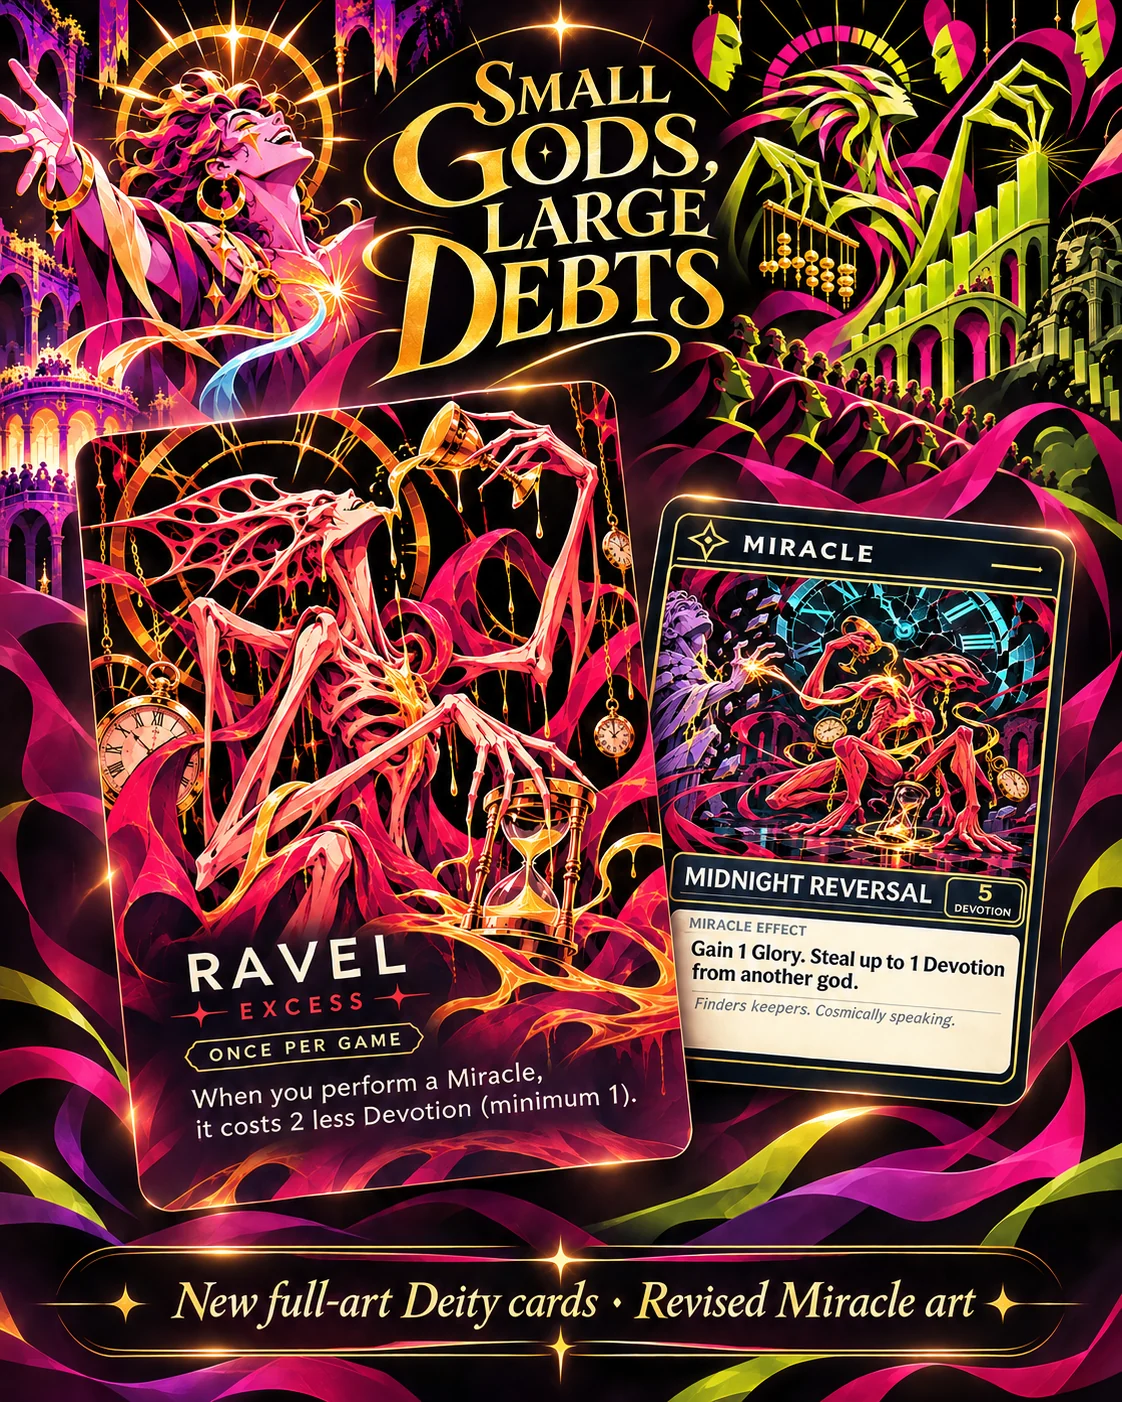 SMALL
GODS,
LARGE
DEBTS
RAVEL
EXCESS
ONCE PER GAME
When you perform a Miracle,
it costs 2 less Devotion (minimum 1).
MIRACLE
MIDNIGHT REVERSAL
5
DEVOTION
MIRACLE EFFECT
Gain 1 Glory. Steal up to 1 Devotion
from another god.
Finders keepers. Cosmically speaking.
New full-art Deity cards · Revised Miracle art